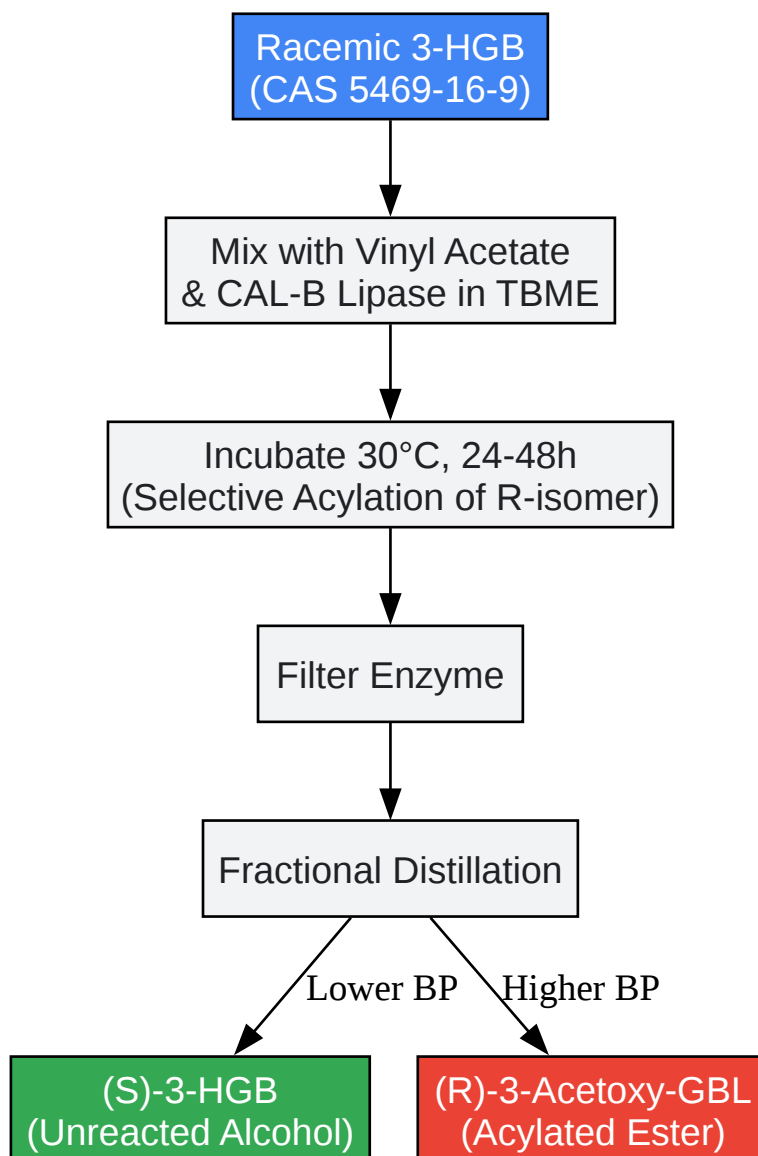 Racemic 3-HGB
(CAS 5469-16-9)
Mix with Vinyl Acetate
& CAL-B Lipase in TBME
Incubate 30°C, 24-48h
(Selective Acylation of R-isomer)
Filter Enzyme
Fractional Distillation
Lower BP
Higher BP
(S)-3-HGB
(Unreacted Alcohol)
(R)-3-Acetoxy-GBL
(Acylated Ester)